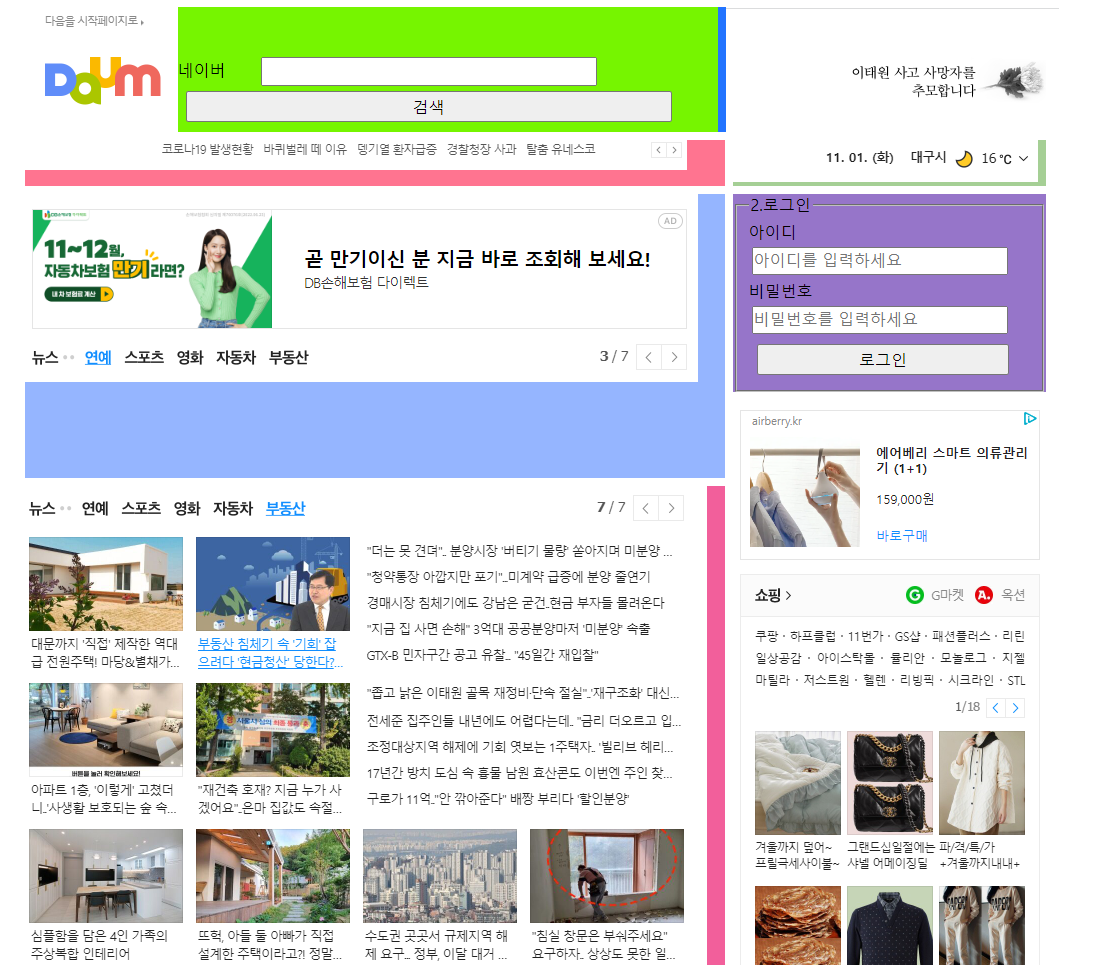 다음을 시작페이지로
Daum
네이버
검색
이태원 사고 사망자를
추모합니다
코로나19 발생현황 바퀴벌레 떼 이유 뎅기열 환자급증 경찰청장 사과 탈춤 유네스코
11. 01. (화) 대구시 16 ℃
11~12월,
자동차보험 만기라면?
내 차 보험료 계산
AD
곧 만기이신 분 지금 바로 조회해 보세요!
DB손해보험 다이렉트
뉴스 연예 스포츠 영화 자동차 부동산 3 / 7
2.로그인
아이디
아이디를 입력하세요
비밀번호
비밀번호를 입력하세요
로그인
airberry.kr
에어베리 스마트 의류관리
기 (1+1)
159,000원
바로구매
뉴스 연예 스포츠 영화 자동차 부동산 7 / 7
대문까지 '직접' 제작한 역대
급 전원주택! 마당&별채가...
부동산 침체기 속 '기회' 잡
으려다 '현금청산' 당한다?...
"더는 못 견뎌".. 분양시장 '버티기 물량' 쏟아지며 미분양 ...
"청약통장 아깝지만 포기"...미계약 급증에 분양 줄연기
경매시장 침체기에도 강남은 굳건..현금 부자들 몰려온다
"지금 집 사면 손해" 3억대 공공분양마저 '미분양' 속출
GTX-B 민자구간 공고 유찰... "45일간 재입찰"
버튼을 눌러 확인해보세요!
아파트 1층, '이렇게' 고쳤더
니..'사생활 보호되는 숲 속...
"재건축 호재? 지금 누가 사
겠어요"..은마 집값도 속절...
"좁고 낡은 이태원 골목 재정비·단속 절실"..'재구조화' 대신...
전세준 집주인들 내년에도 어렵다는데.. "금리 더오르고 입...
조정대상지역 해제에 기회 엿보는 1주택자.. '빌리브 헤리...
17년간 방치 도심 속 흉물 남원 효산콘도 이번엔 주인 찾...
구로가 11억.."안 깎아준다" 배짱 부리다 '할인분양'
심플함을 담은 4인 가족의
주상복합 인테리어
뜨헉, 아들 둘 아빠가 직접
설계한 주택이라고?! 정말...
수도권 곳곳서 규제지역 해
제 요구... 정부, 이달 대거 ...
"침실 창문은 부숴주세요"
요구하자.. 상상도 못한 일...
쇼핑 G G마켓 A. 옥션
쿠팡 · 하프클럽 · 11번가 · GS샵 · 패션플러스 · 리린
일상공감 · 아이스탁몰 · 뮬리안 · 모놀로그 · 지젤
마틸라 · 저스트원 · 헬렌 · 리빙픽 · 시크라인 · STL
1/18
겨울까지 덮어~
프릴극세사이불~
그랜드십일절에는
샤넬 어메이징딜
파/격/특/가
+겨울까지내내+